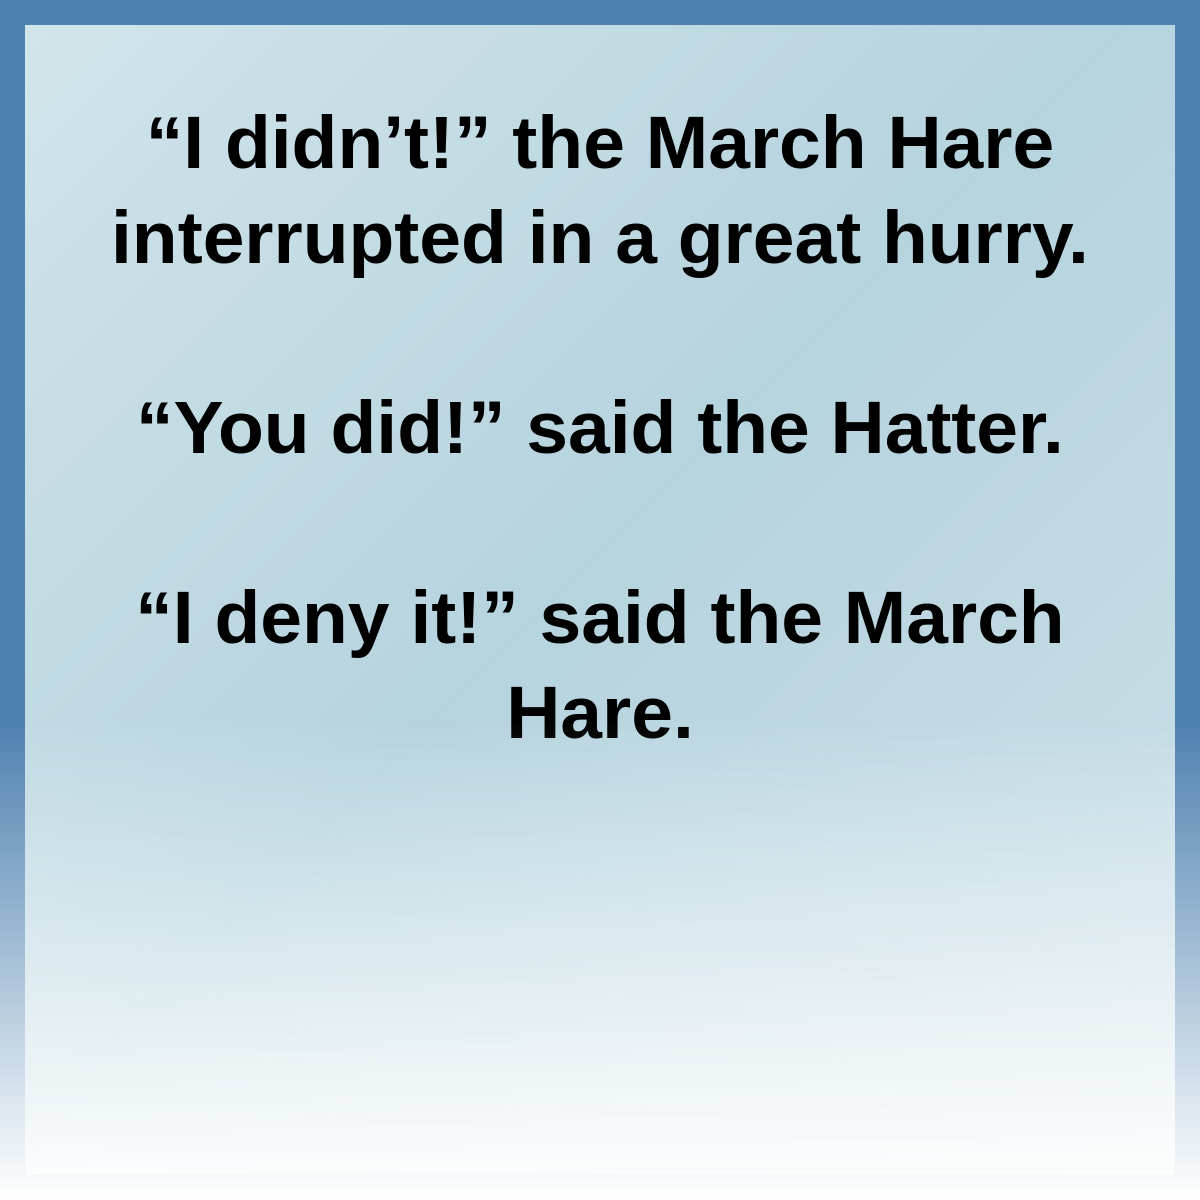 “I didn’t!” the March Hare
interrupted in a great hurry.
“You did!” said the Hatter.
“I deny it!” said the March
Hare.